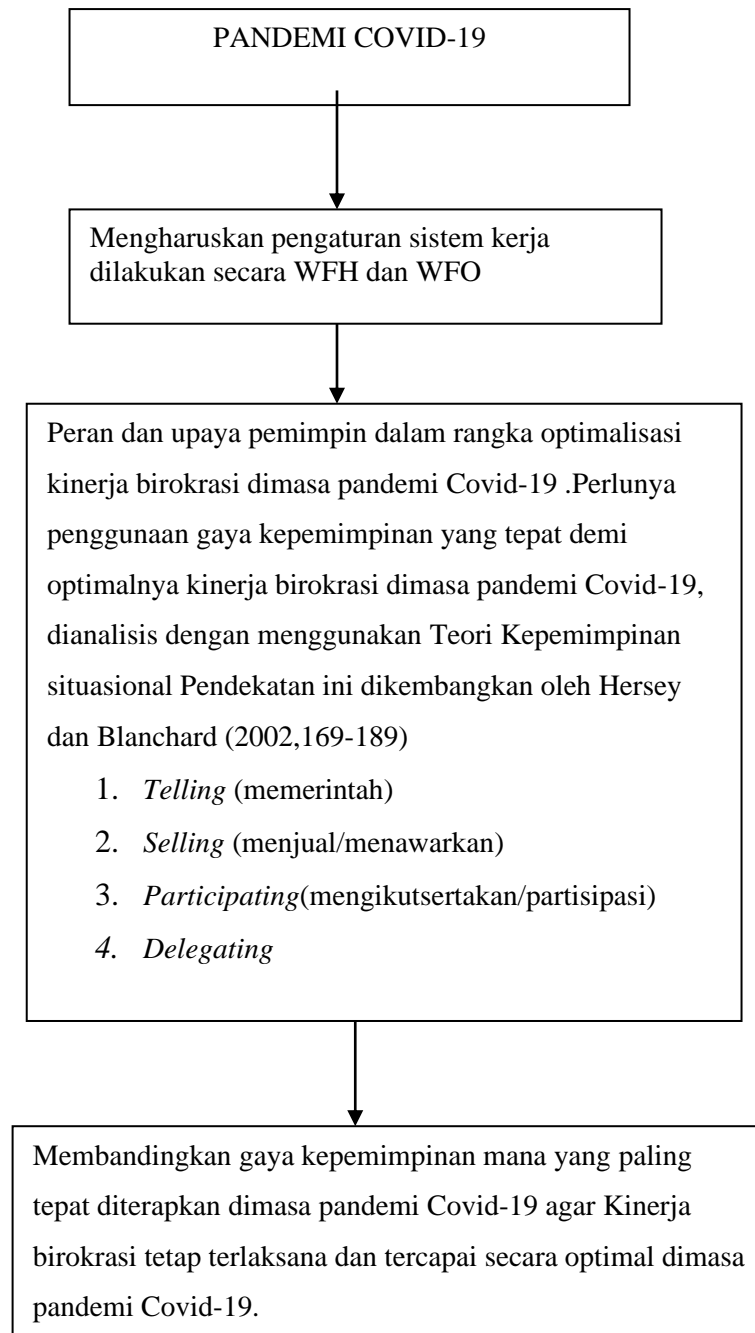 PANDEMI COVID-19
Mengharuskan pengaturan sistem kerja
dilakukan secara WFH dan WFO
Peran dan upaya pemimpin dalam rangka optimalisasi
kinerja birokrasi dimasa pandemi Covid-19 .Perlunya
penggunaan gaya kepemimpinan yang tepat demi
optimalnya kinerja birokrasi dimasa pandemi Covid-19,
dianalisis dengan menggunakan Teori Kepemimpinan
situasional Pendekatan ini dikembangkan oleh Hersey
dan Blanchard (2002,169-189)
1. Telling (memerintah)
2. Selling (menjual/menawarkan)
3. Participating(mengikutsertakan/partisipasi)
4. Delegating
Membandingkan gaya kepemimpinan mana yang paling
tepat diterapkan dimasa pandemi Covid-19 agar Kinerja
birokrasi tetap terlaksana dan tercapai secara optimal dimasa
pandemi Covid-19.